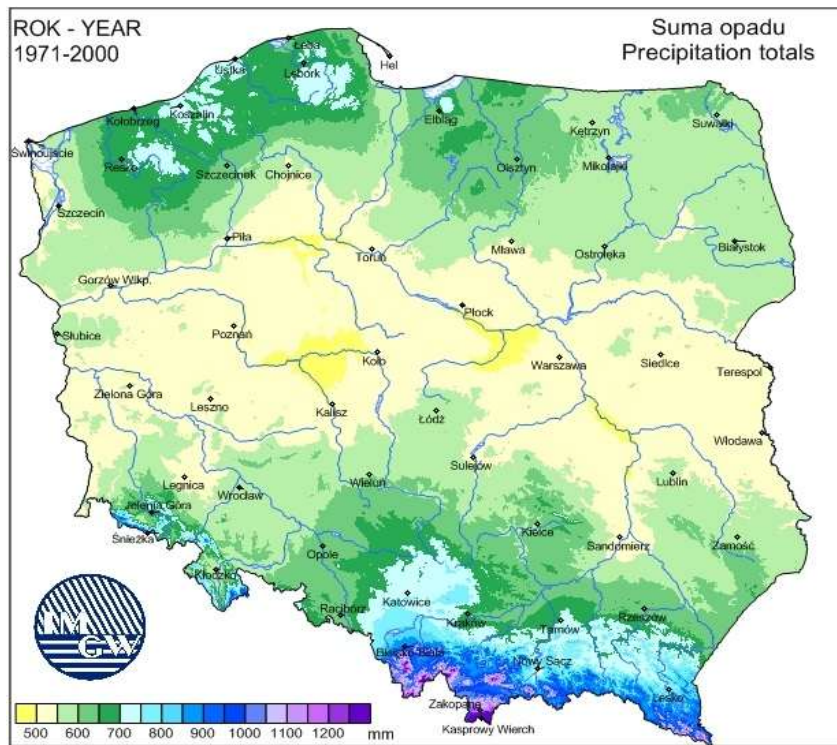 ROK - YEAR
1971-2000
Suma opadu
Precipitation totals
Łeba
Hel
Ustka
Lębork
Kołobrzeg
Koszalin
Elbląg
Kętrzyn
Suwałki
Świnoujście
Resko
Szczecinek
Chojnice
Olsztyn
Mikołajki
Szczecin
Piła
Toruń
Mława
Ostrołęka
Białystok
Gorzów Wlkp.
Płock
Słubice
Poznań
Koło
Warszawa
Siedlce
Terespol
Zielona Góra
Leszno
Kalisz
Łódź
Włodawa
Sulejów
Legnica
Wrocław
Wieluń
Lublin
Jelenia Góra
Śnieżka
Opole
Kielce
Sandomierz
Zamość
Kłodzko
Katowice
Racibórz
Kraków
Tarnów
Rzeszów
Bielsko-Biała
Nowy Sącz
Lesko
Zakopane
Kasprowy Wierch
IM
GW
500 600 700 800 900 1000 1100 1200 mm